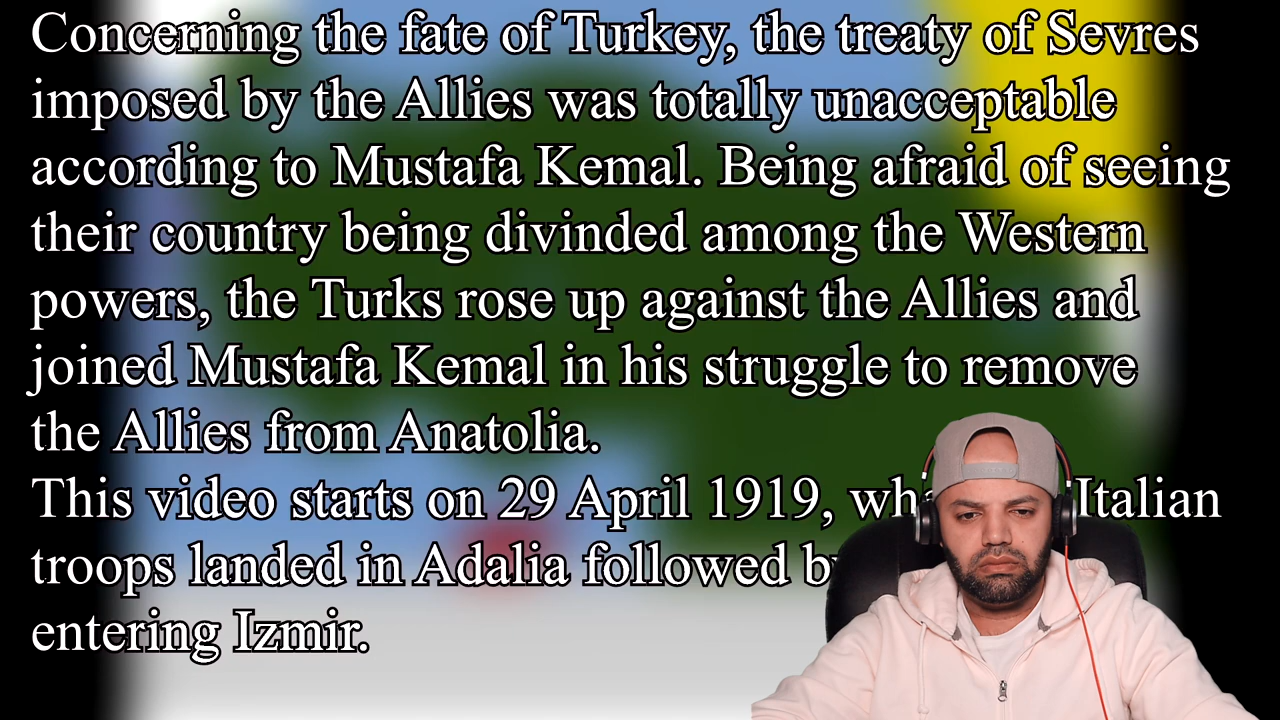 Concerning the fate of Turkey, the treaty of Sevres
imposed by the Allies was totally unacceptable
according to Mustafa Kemal. Being afraid of seeing
their country being divinded among the Western
powers, the Turks rose up against the Allies and
joined Mustafa Kemal in his struggle to remove
the Allies from Anatolia.
This video starts on 29 April 1919, Italian
troops landed in Adalia followed
entering Izmir.